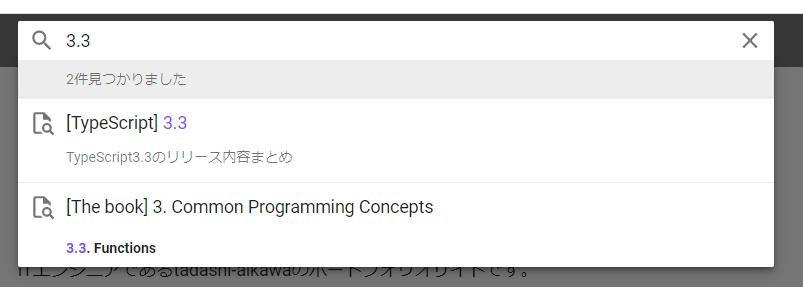 3.3
2件見つかりました
[TypeScript] 3.3
TypeScript3.3のリリース内容まとめ
[The book] 3. Common Programming Concepts
3.3. Functions
ITエンジニアであるtadashi-aikawaのポートフォリオサイトです。